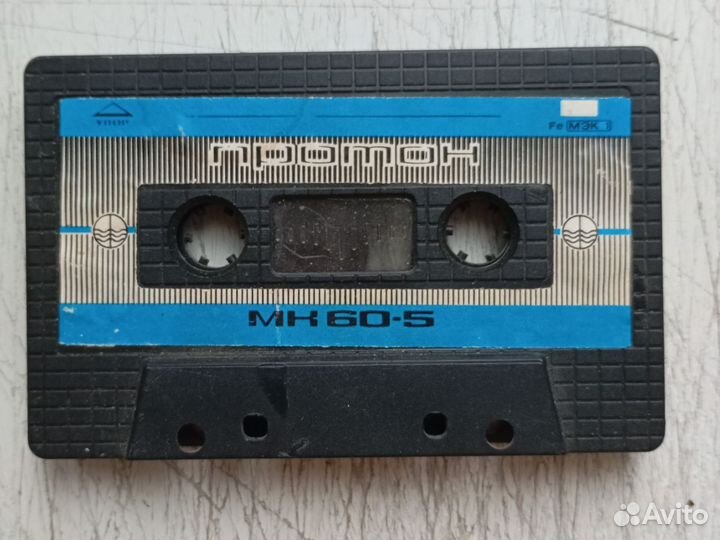 Fe МЭК 1
протон
МК 60-5
Avito